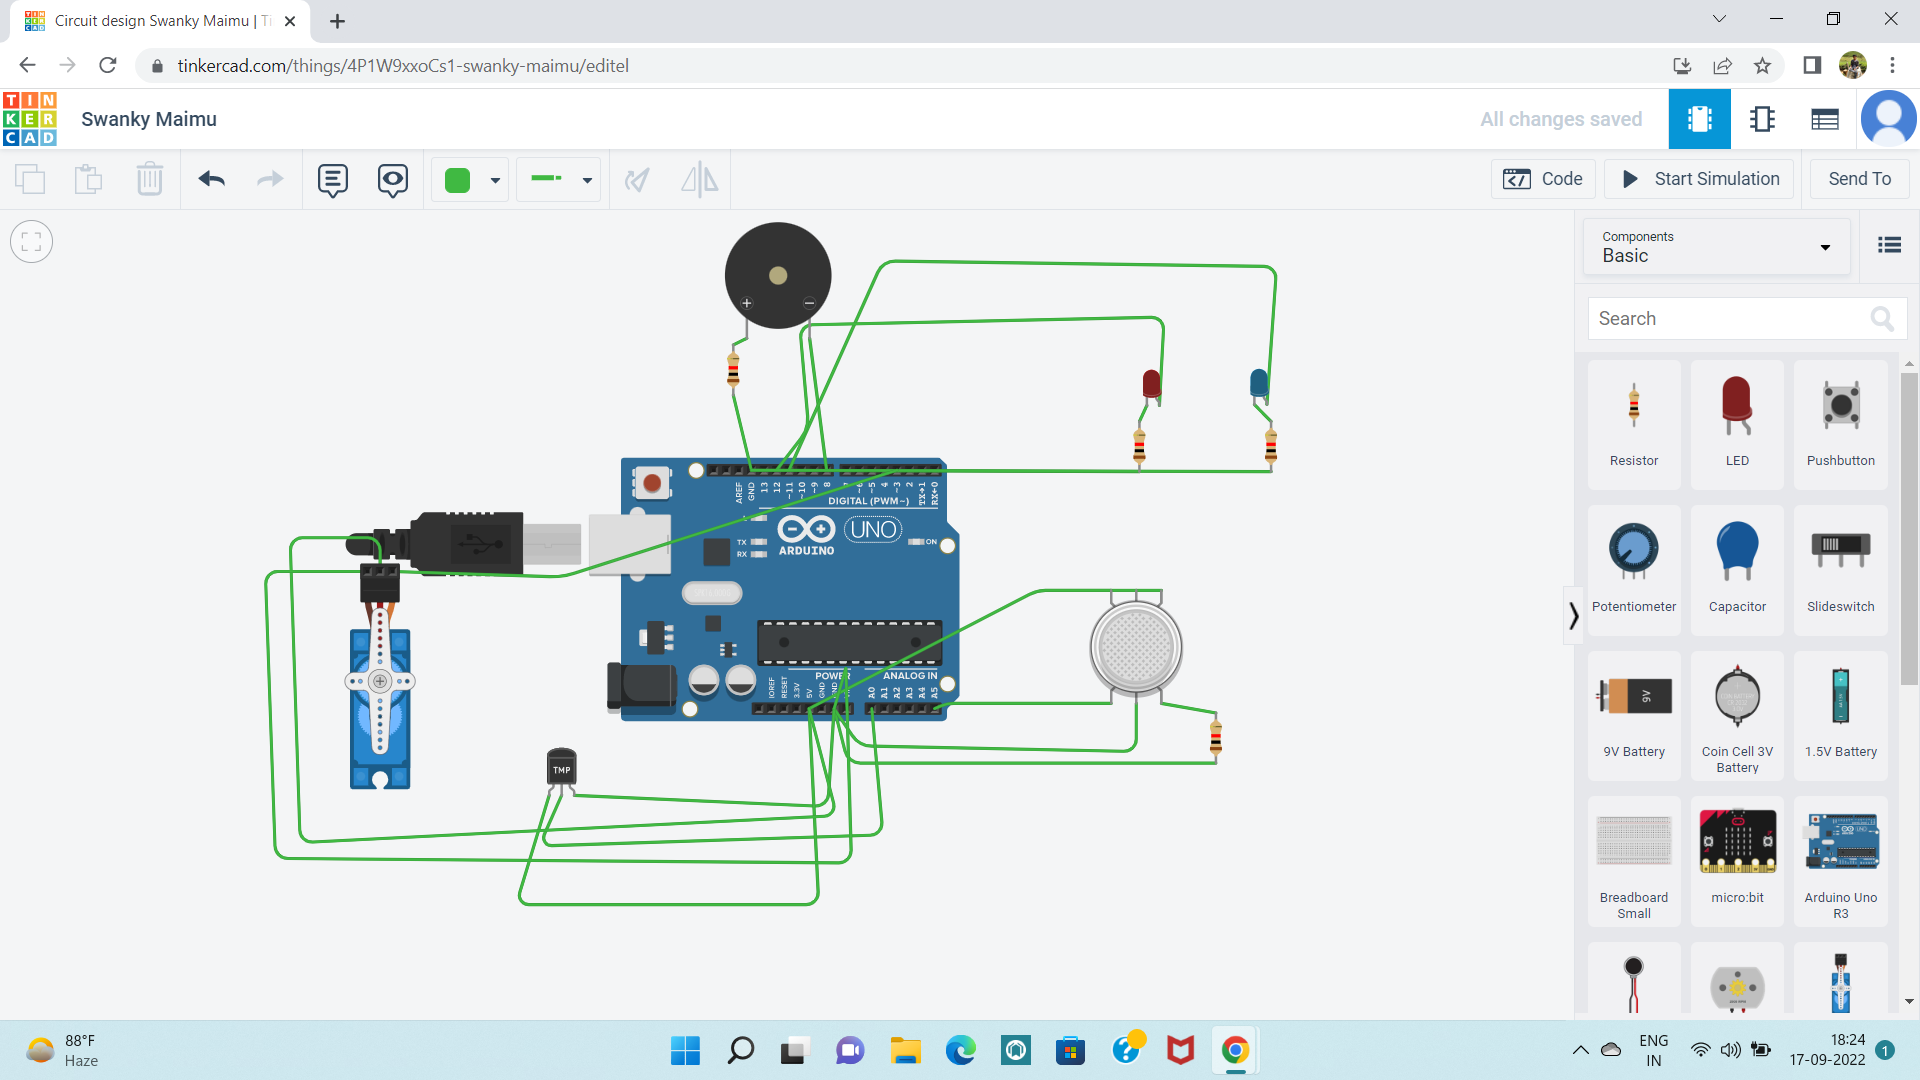 Circuit design Swanky Maimu | Ti
tinkercad.com/things/4P1W9xxoCs1-swanky-maimu/editel
TIN
KER
CAD
Swanky Maimu
All changes saved
Code
Start Simulation
Send To
Components
Basic
Search
Resistor
LED
Pushbutton
Potentiometer
Capacitor
Slideswitch
9V
9V Battery
Coin Cell 3V
Battery
1.5V Battery
Breadboard
Small
micro:bit
Arduino Uno
R3
AREF
GND
13
12
~11
~10
~9
8
~6
~5
4
~3
2
TX→1
RX←0
DIGITAL (PWM~)
L
TX
RX
ARDUINO
UNO
ON
POWER
ANALOG IN
IOREF
RESET
3.3V
5V
GND
GND
A0
A1
A2
A3
A4
A5
TMP
88°F
Haze
ENG
IN
18:24
17-09-2022
1